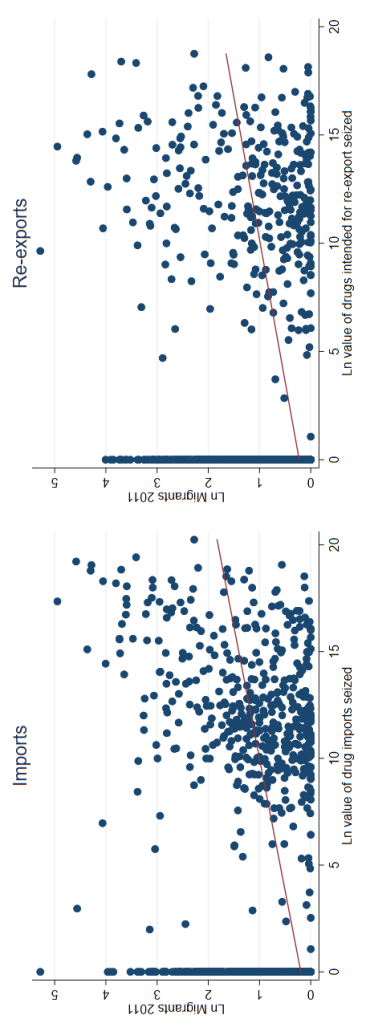 Imports
Ln Migrants 2011
0 1 2 3 4 5
0 5 10 15 20
Ln value of drug imports seized
Re-exports
Ln Migrants 2011
0 1 2 3 4 5
0 5 10 15 20
Ln value of drugs intended for re-export seized